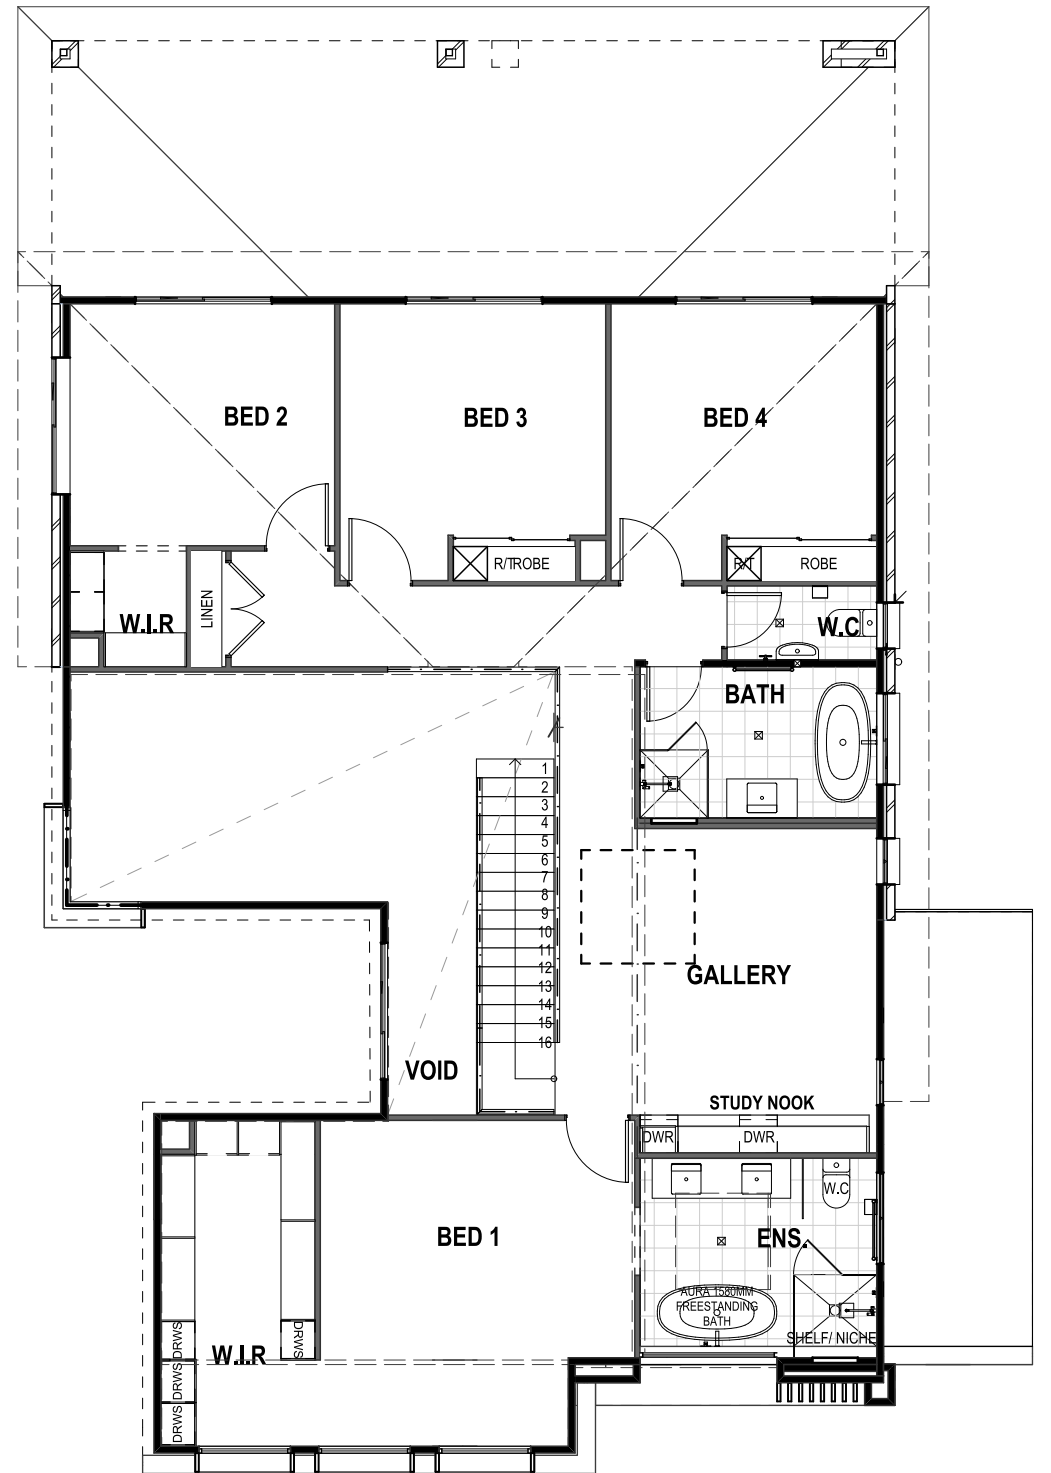 BED 2
BED 3
BED 4
R/TROBE
R/T
ROBE
LINEN
W.I.R
W.C
BATH
1
2
3
4
5
6
7
8
9
10
11
12
13
14
15
16
GALLERY
VOID
STUDY NOOK
DWR
DWR
W.C
BED 1
ENS.
AURA 1580MM
FREESTANDING
BATH
SHELF/ NICHE
W.I.R
DRWS
DRWS
DRWS
DRWS